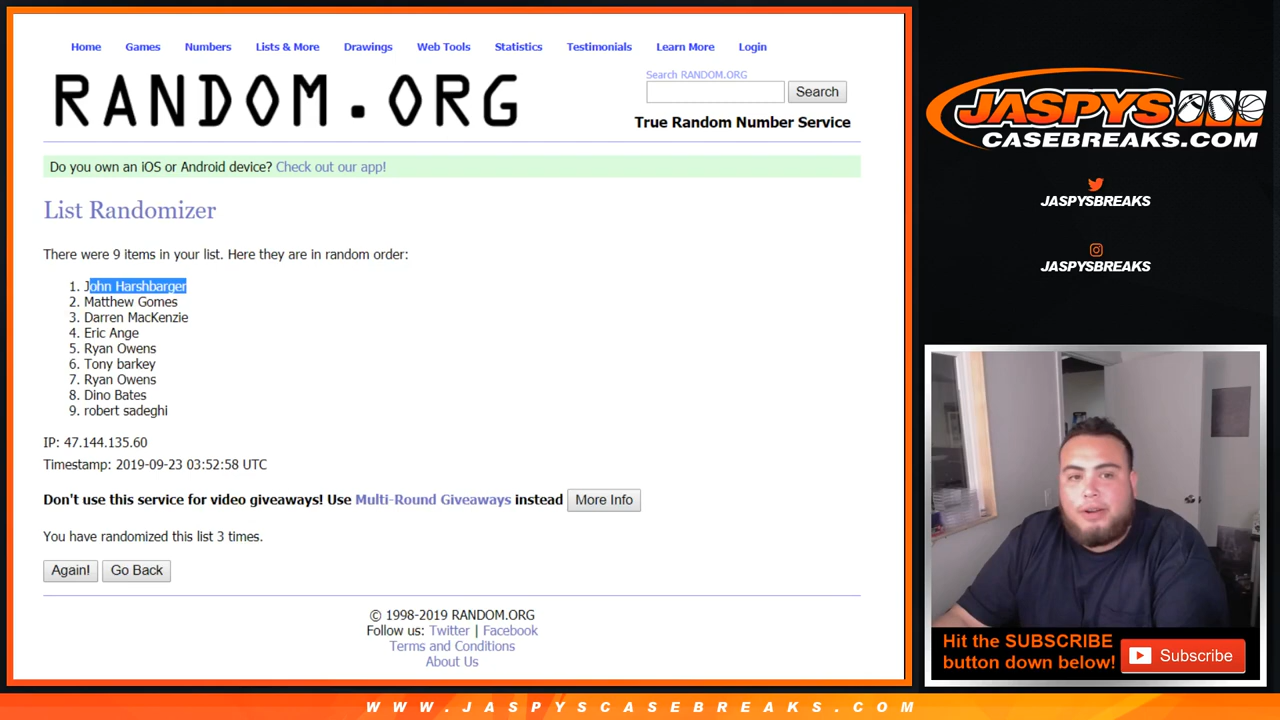 Home Games Numbers Lists & More Drawings Web Tools Statistics Testimonials Learn More Login
RANDOM.ORG
Search RANDOM.ORG
Search
True Random Number Service
Do you own an iOS or Android device? Check out our app!
List Randomizer
There were 9 items in your list. Here they are in random order:
1. John Harshbarger
2. Matthew Gomes
3. Darren MacKenzie
4. Eric Ange
5. Ryan Owens
6. Tony barkey
7. Ryan Owens
8. Dino Bates
9. robert sadeghi
IP: 47.144.135.60
Timestamp: 2019-09-23 03:52:58 UTC
Don't use this service for video giveaways! Use Multi-Round Giveaways instead More Info
You have randomized this list 3 times.
Again! Go Back
© 1998-2019 RANDOM.ORG
Follow us: Twitter | Facebook
Terms and Conditions
About Us
JASPYS
CASEBREAKS.COM
JASPYSBREAKS
JASPYSBREAKS
Hit the SUBSCRIBE
button down below!
Subscribe
WWW.JASPYSCASEBREAKS.COM